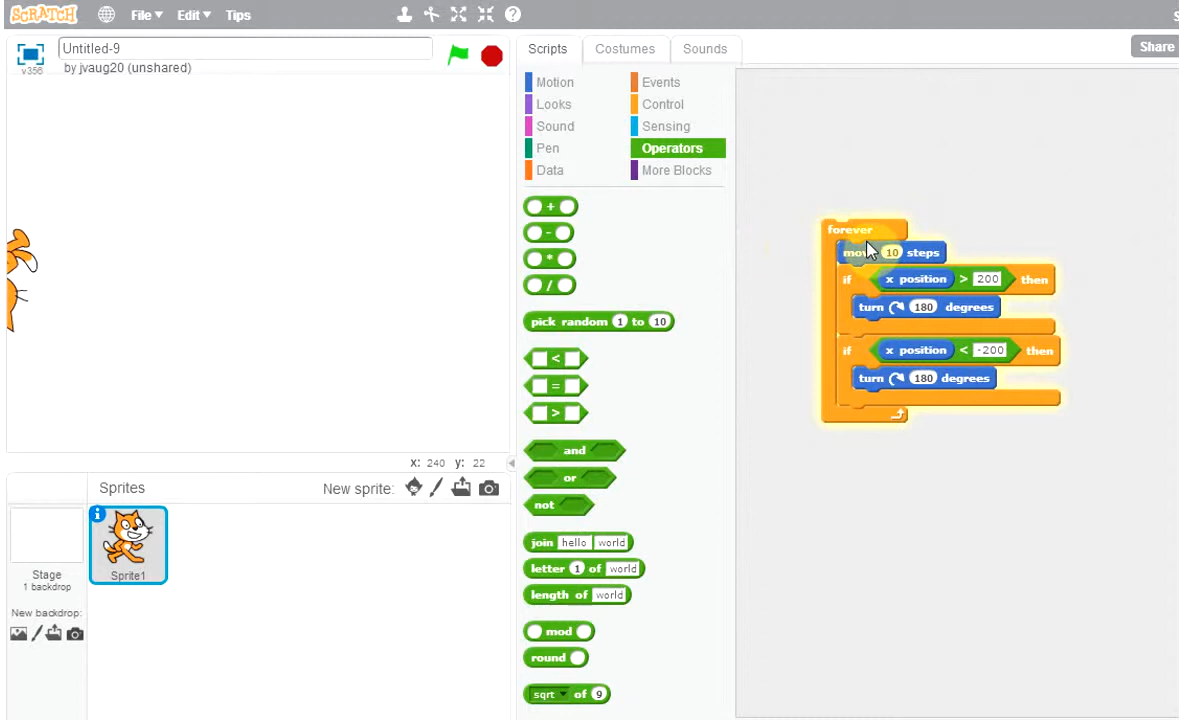 SCRATCH File Edit Tips
v356 Untitled-9
by jvaug20 (unshared)
Scripts Costumes Sounds
Share
Motion Events
Looks Control
Sound Sensing
Pen Operators
Data More Blocks
+
-
*
/
pick random 1 to 10
<
=
>
and
or
not
join hello world
letter 1 of world
length of world
mod
round
sqrt of 9
forever
move 10 steps
if x position > 200 then
turn 180 degrees
if x position < -200 then
turn 180 degrees
x: 240 y: 22
Sprites New sprite:
Stage
1 backdrop
New backdrop:
Sprite1